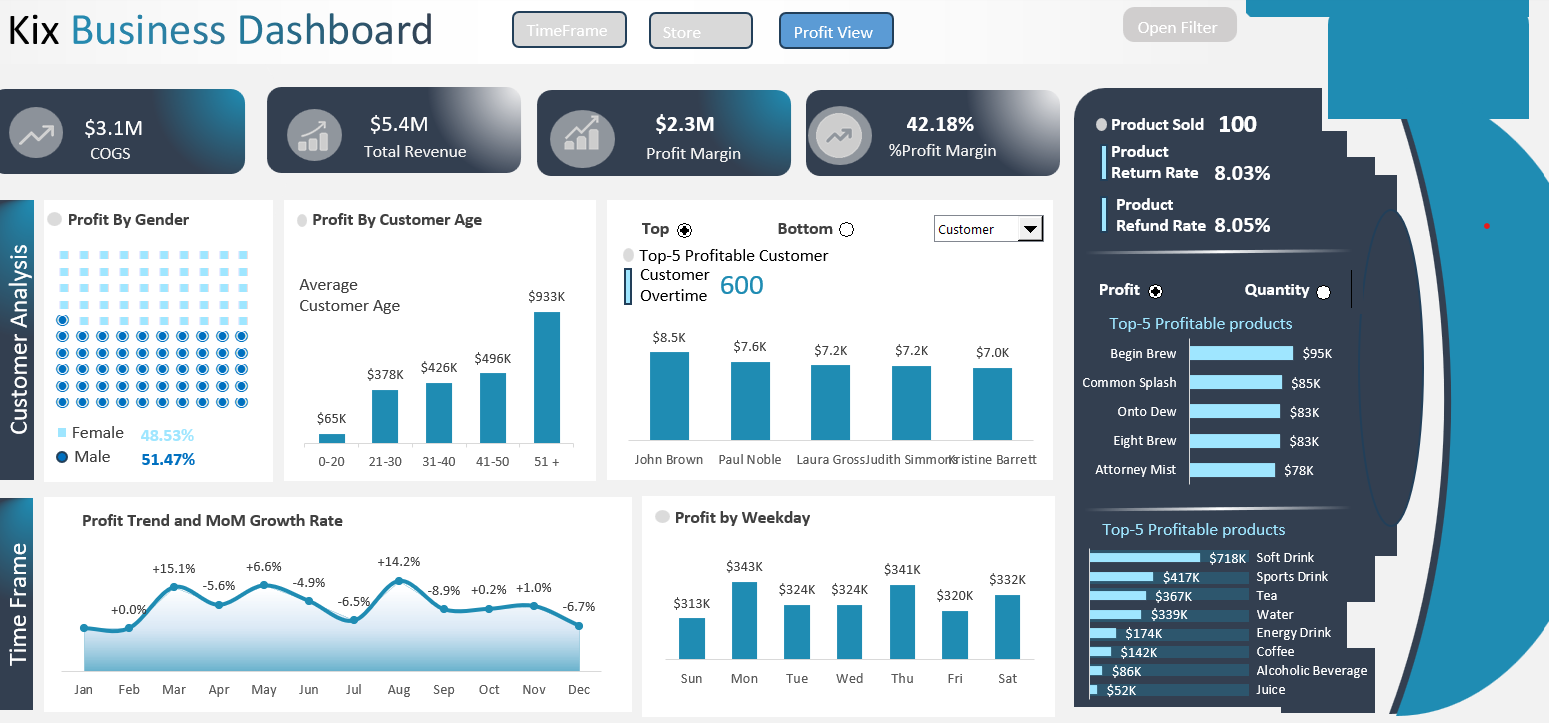 Kix Business Dashboard
TimeFrame
Store
Profit View
Open Filter
$3.1M
COGS
$5.4M
Total Revenue
$2.3M
Profit Margin
42.18%
%Profit Margin
Product Sold 100
Product
Return Rate 8.03%
Product
Refund Rate 8.05%
Customer Analysis
Profit By Gender
Female 48.53%
Male 51.47%
Profit By Customer Age
Average
Customer Age
$65K
$378K
$426K
$496K
$933K
0-20
21-30
31-40
41-50
51 +
Top
Bottom
Customer
Top-5 Profitable Customer
Customer
Overtime
600
$8.5K
$7.6K
$7.2K
$7.2K
$7.0K
John Brown
Paul Noble
Laura Gross
Judith Simmons
Kristine Barrett
Profit
Quantity
Top-5 Profitable products
Begin Brew $95K
Common Splash $85K
Onto Dew $83K
Eight Brew $83K
Attorney Mist $78K
Top-5 Profitable products
$718K Soft Drink
$417K Sports Drink
$367K Tea
$339K Water
$174K Energy Drink
$142K Coffee
$86K Alcoholic Beverage
$52K Juice
Time Frame
Profit Trend and MoM Growth Rate
+0.0%
+15.1%
-5.6%
+6.6%
-4.9%
-6.5%
+14.2%
-8.9%
+0.2%
+1.0%
-6.7%
Jan
Feb
Mar
Apr
May
Jun
Jul
Aug
Sep
Oct
Nov
Dec
Profit by Weekday
$313K
$343K
$324K
$324K
$341K
$320K
$332K
Sun
Mon
Tue
Wed
Thu
Fri
Sat